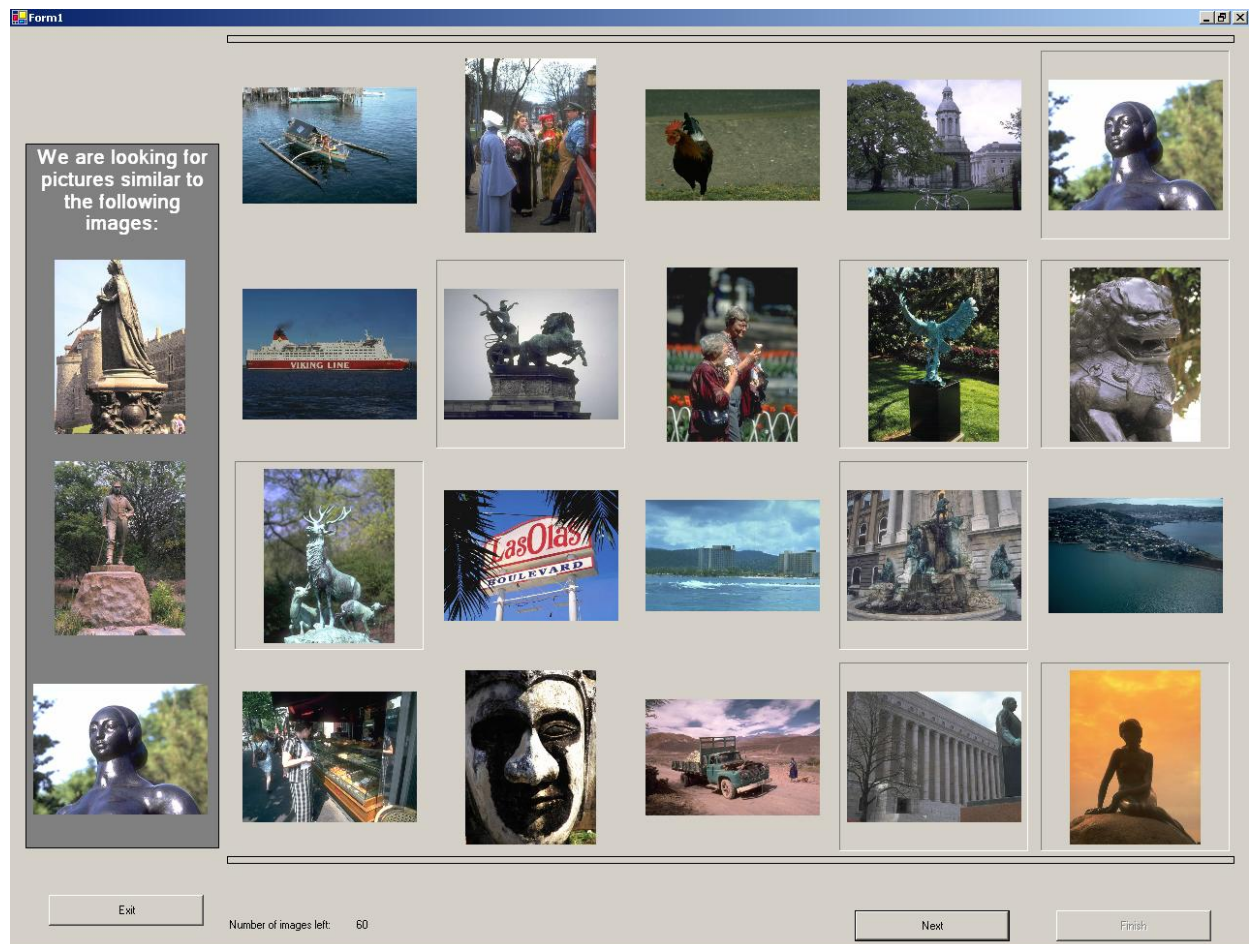 Form1
We are looking for
pictures similar to
the following
images:
VIKING LINE
LasOlas
BOULEVARD
Exit
Number of images left: 60
Next
Finish